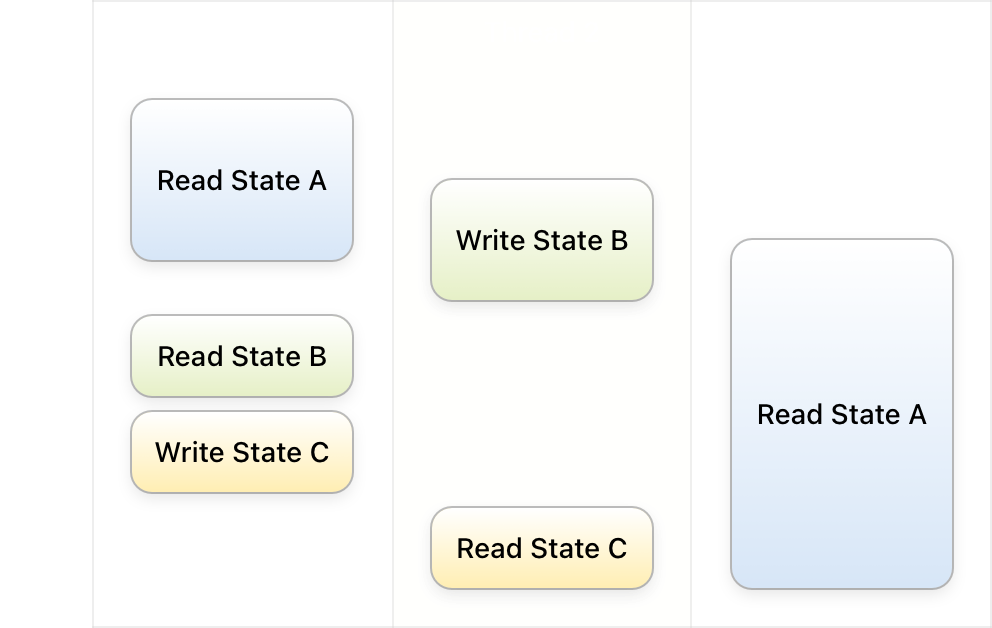 Read State A
Read State B
Write State C
Write State B
Read State C
Read State A